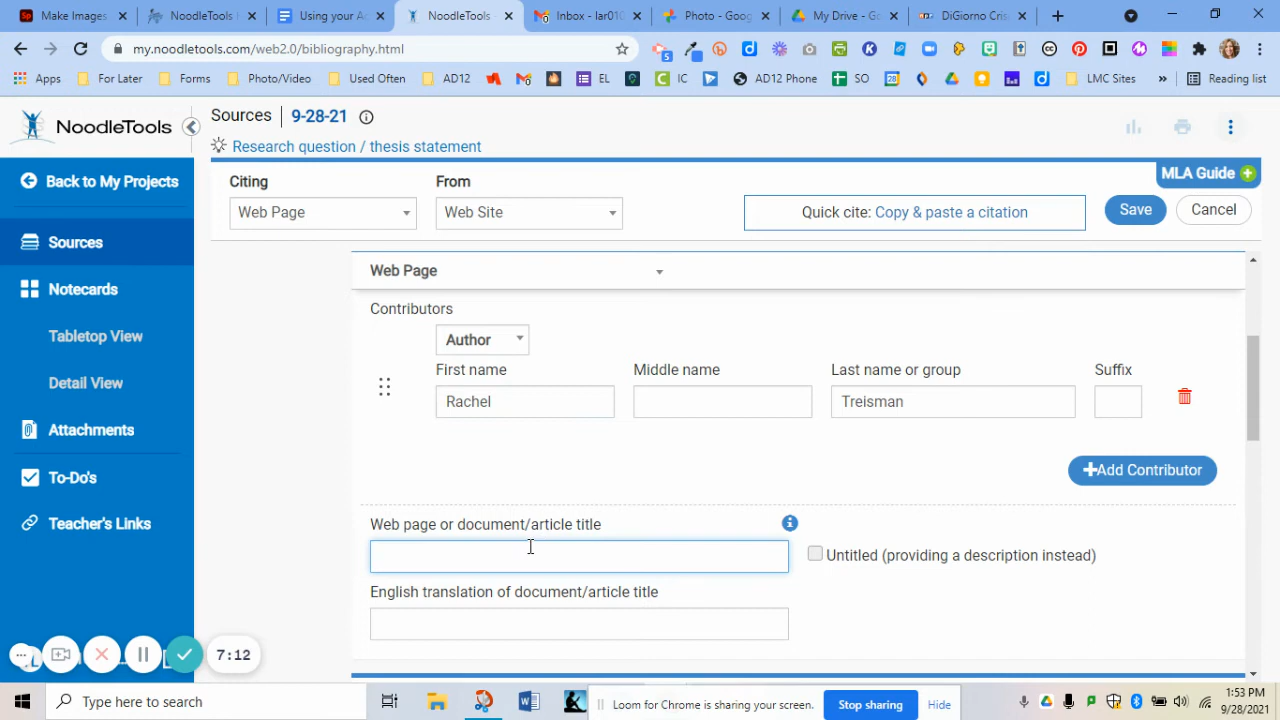 Make Images
NoodleTools
Using your A
NoodleTools
Inbox - lar010
Photo - Goog
My Drive - Go
DiGiorno Cris
my.noodletools.com/web2.0/bibliography.html
Apps
For Later
Forms
Photo/Video
Used Often
AD12
EL
IC
AD12 Phone
SO
LMC Sites
Reading list
NoodleTools
Sources
9-28-21
Research question / thesis statement
MLA Guide
Back to My Projects
Citing
From
Web Page
Web Site
Quick cite: Copy & paste a citation
Save
Cancel
Sources
Notecards
Tabletop View
Detail View
Attachments
To-Do's
Teacher's Links
Web Page
Contributors
Author
First name
Middle name
Last name or group
Suffix
Rachel
Treisman
Add Contributor
Web page or document/article title
Untitled (providing a description instead)
English translation of document/article title
7:12
Type here to search
Loom for Chrome is sharing your screen.
Stop sharing
Hide
1:53 PM
9/28/2021